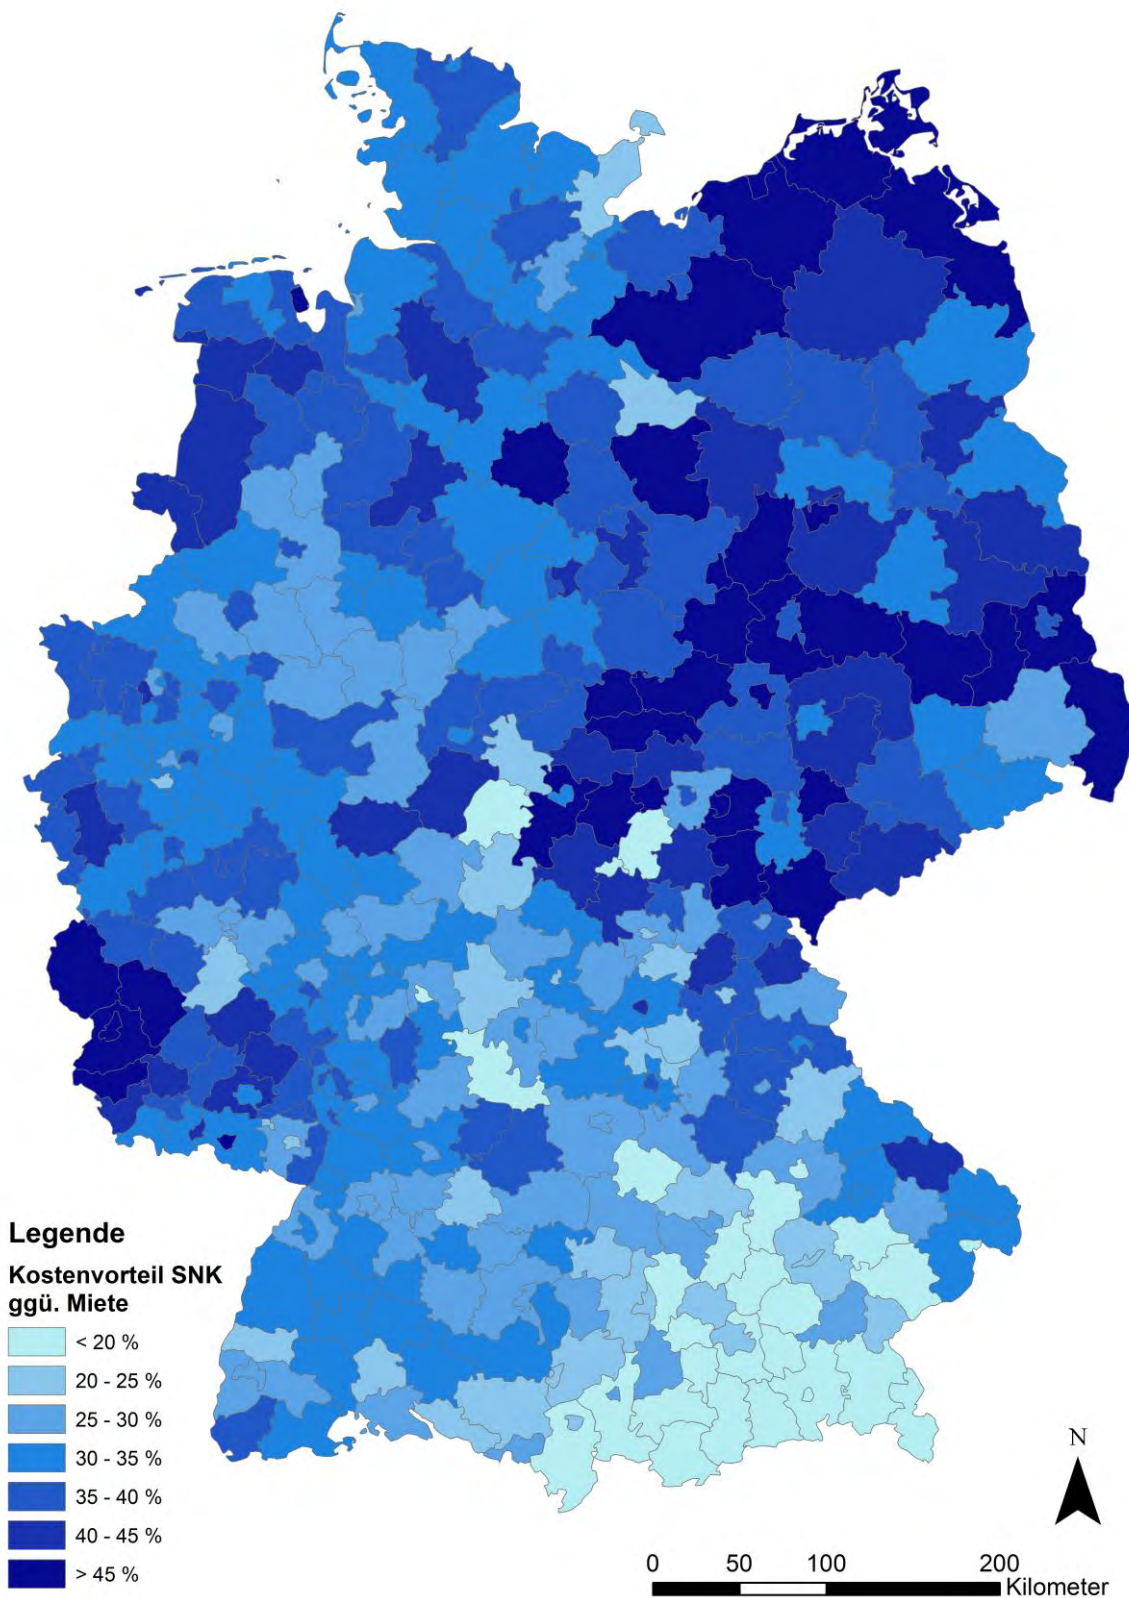 Legende
Kostenvorteil SNK
ggü. Miete
< 20 %
20 - 25 %
25 - 30 %
30 - 35 %
35 - 40 %
40 - 45 %
> 45 %
N
0 50 100 200
Kilometer